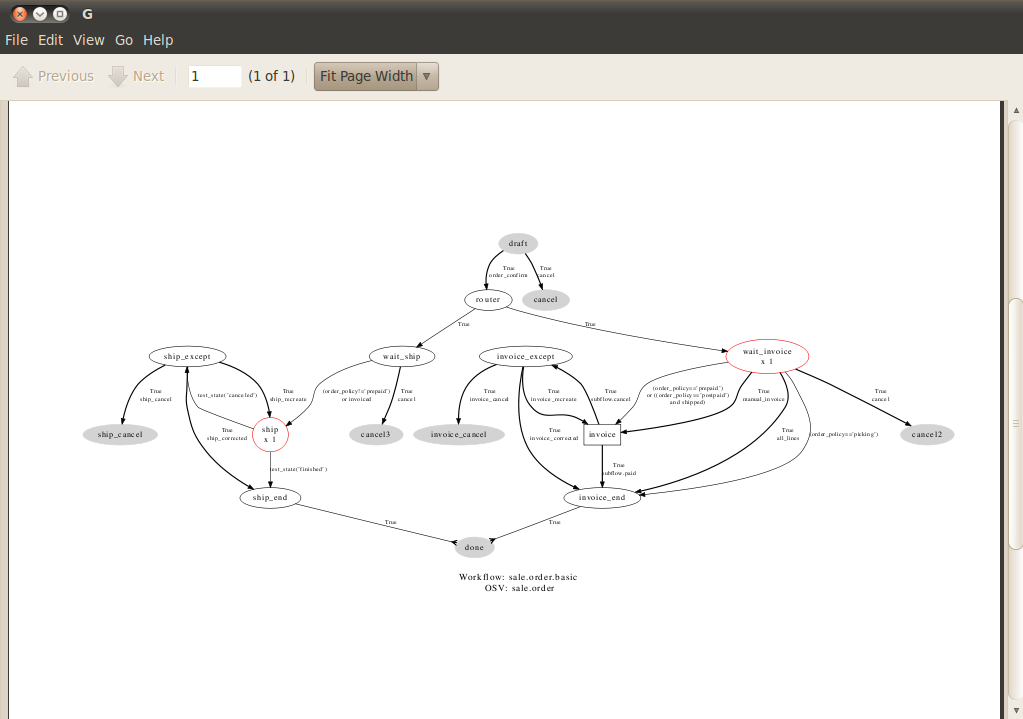 G
File Edit View Go Help
Previous Next 1 (1 of 1) Fit Page Width
draft
True
order_confirm
True
cancel
router
cancel
True
True
ship_except
wait_ship
invoice_except
wait_invoice
x 1
True
ship_cancel
test_state("canceled")
True
ship_recreate
(order_policy!='prepaid')
or invoiced
True
cancel
True
invoice_cancel
True
invoice_recreate
True
subflow.cancel
(order_policy=='prepaid')
or ((order_policy=='postpaid')
and shipped)
True
manual_invoice
True
cancel
ship_cancel
True
ship_corrected
ship
x 1
cancel3
invoice_cancel
True
invoice_corrected
invoice
True
all_lines
(order_policy=='picking')
cancel2
test_state("finished")
True
subflow.paid
ship_end
invoice_end
True
True
done
Workflow: sale.order.basic
OSV: sale.order